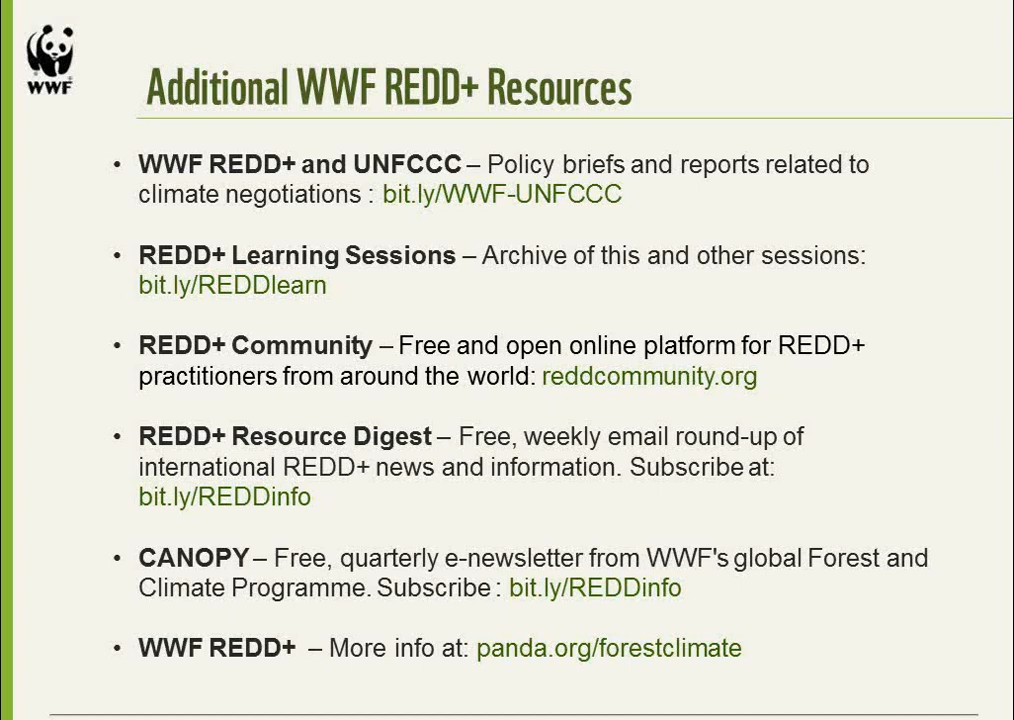 WWF
Additional WWF REDD+ Resources
• WWF REDD+ and UNFCCC – Policy briefs and reports related to
climate negotiations : bit.ly/WWF-UNFCCC
• REDD+ Learning Sessions – Archive of this and other sessions:
bit.ly/REDDlearn
• REDD+ Community – Free and open online platform for REDD+
practitioners from around the world: reddcommunity.org
• REDD+ Resource Digest – Free, weekly email round-up of
international REDD+ news and information. Subscribe at:
bit.ly/REDDinfo
• CANOPY – Free, quarterly e-newsletter from WWF's global Forest and
Climate Programme. Subscribe : bit.ly/REDDinfo
• WWF REDD+ – More info at: panda.org/forestclimate